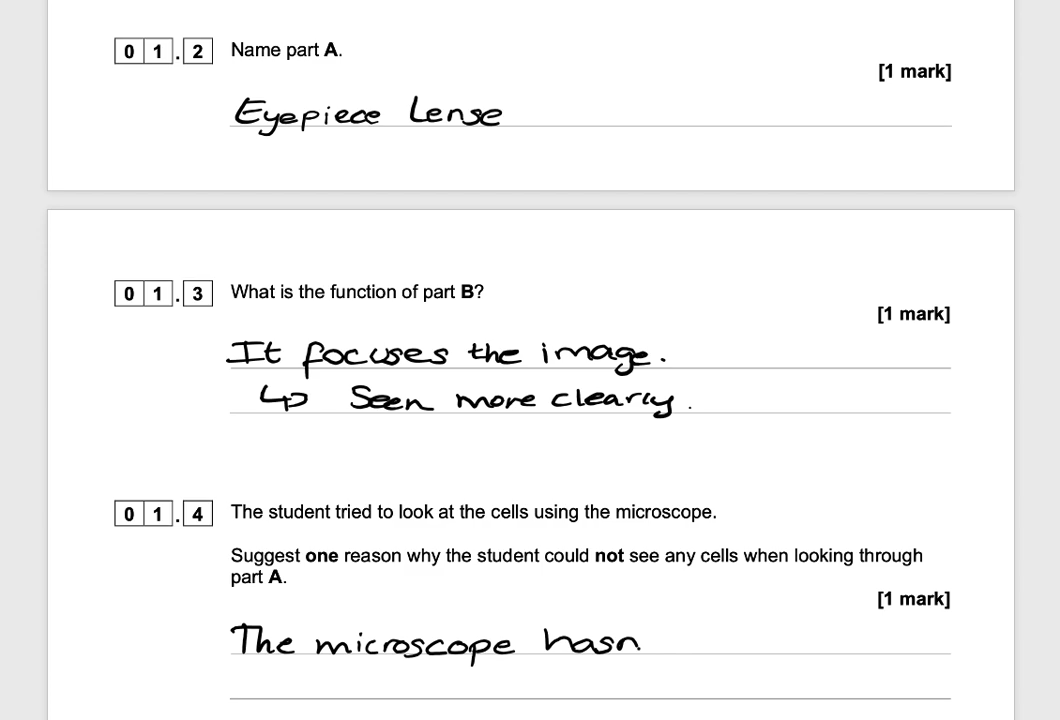 0 1 . 2 Name part A.
[1 mark]
Eyepiece Lense
0 1 . 3 What is the function of part B?
[1 mark]
It focuses the image.
↳ Seen more clearly.
0 1 . 4 The student tried to look at the cells using the microscope.
Suggest one reason why the student could not see any cells when looking through
part A.
[1 mark]
The microscope hasn